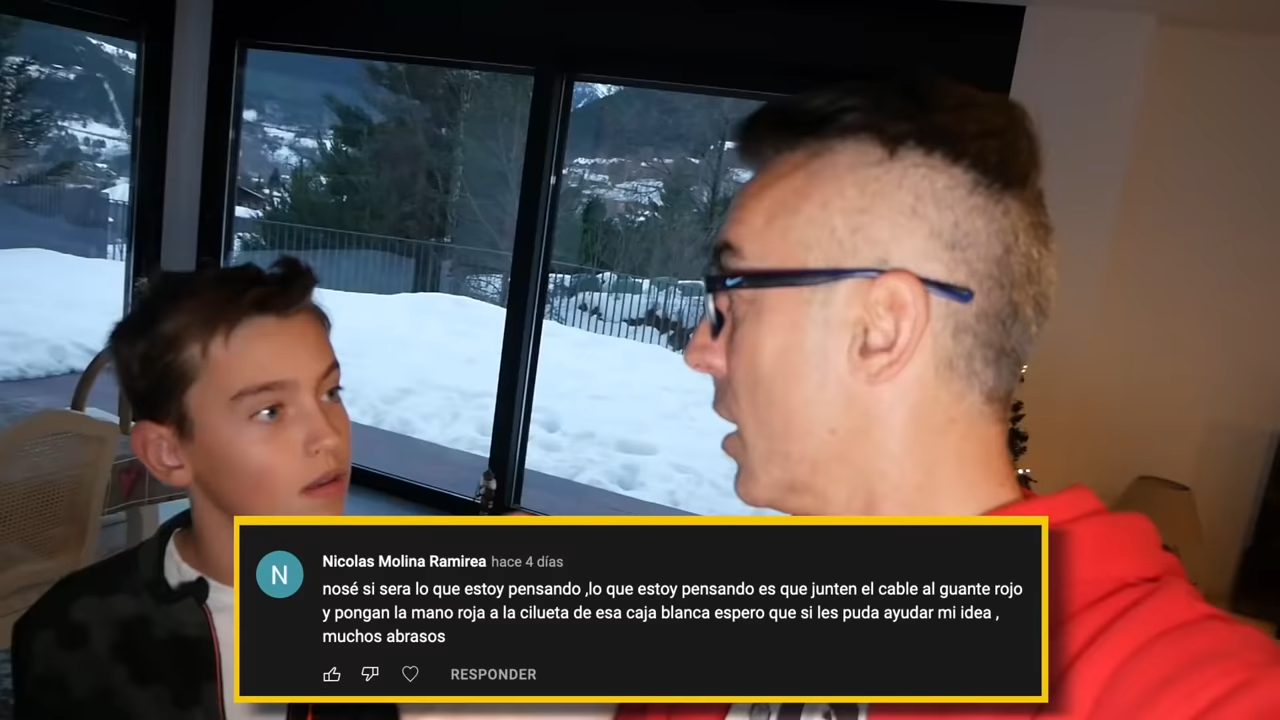 Nicolas Molina Ramirea hace 4 días
nosé si sera lo que estoy pensando ,lo que estoy pensando es que junten el cable al guante rojo
y pongan la mano roja a la cilueta de esa caja blanca espero que si les puda ayudar mi idea ,
muchos abrasos
RESPONDER
N